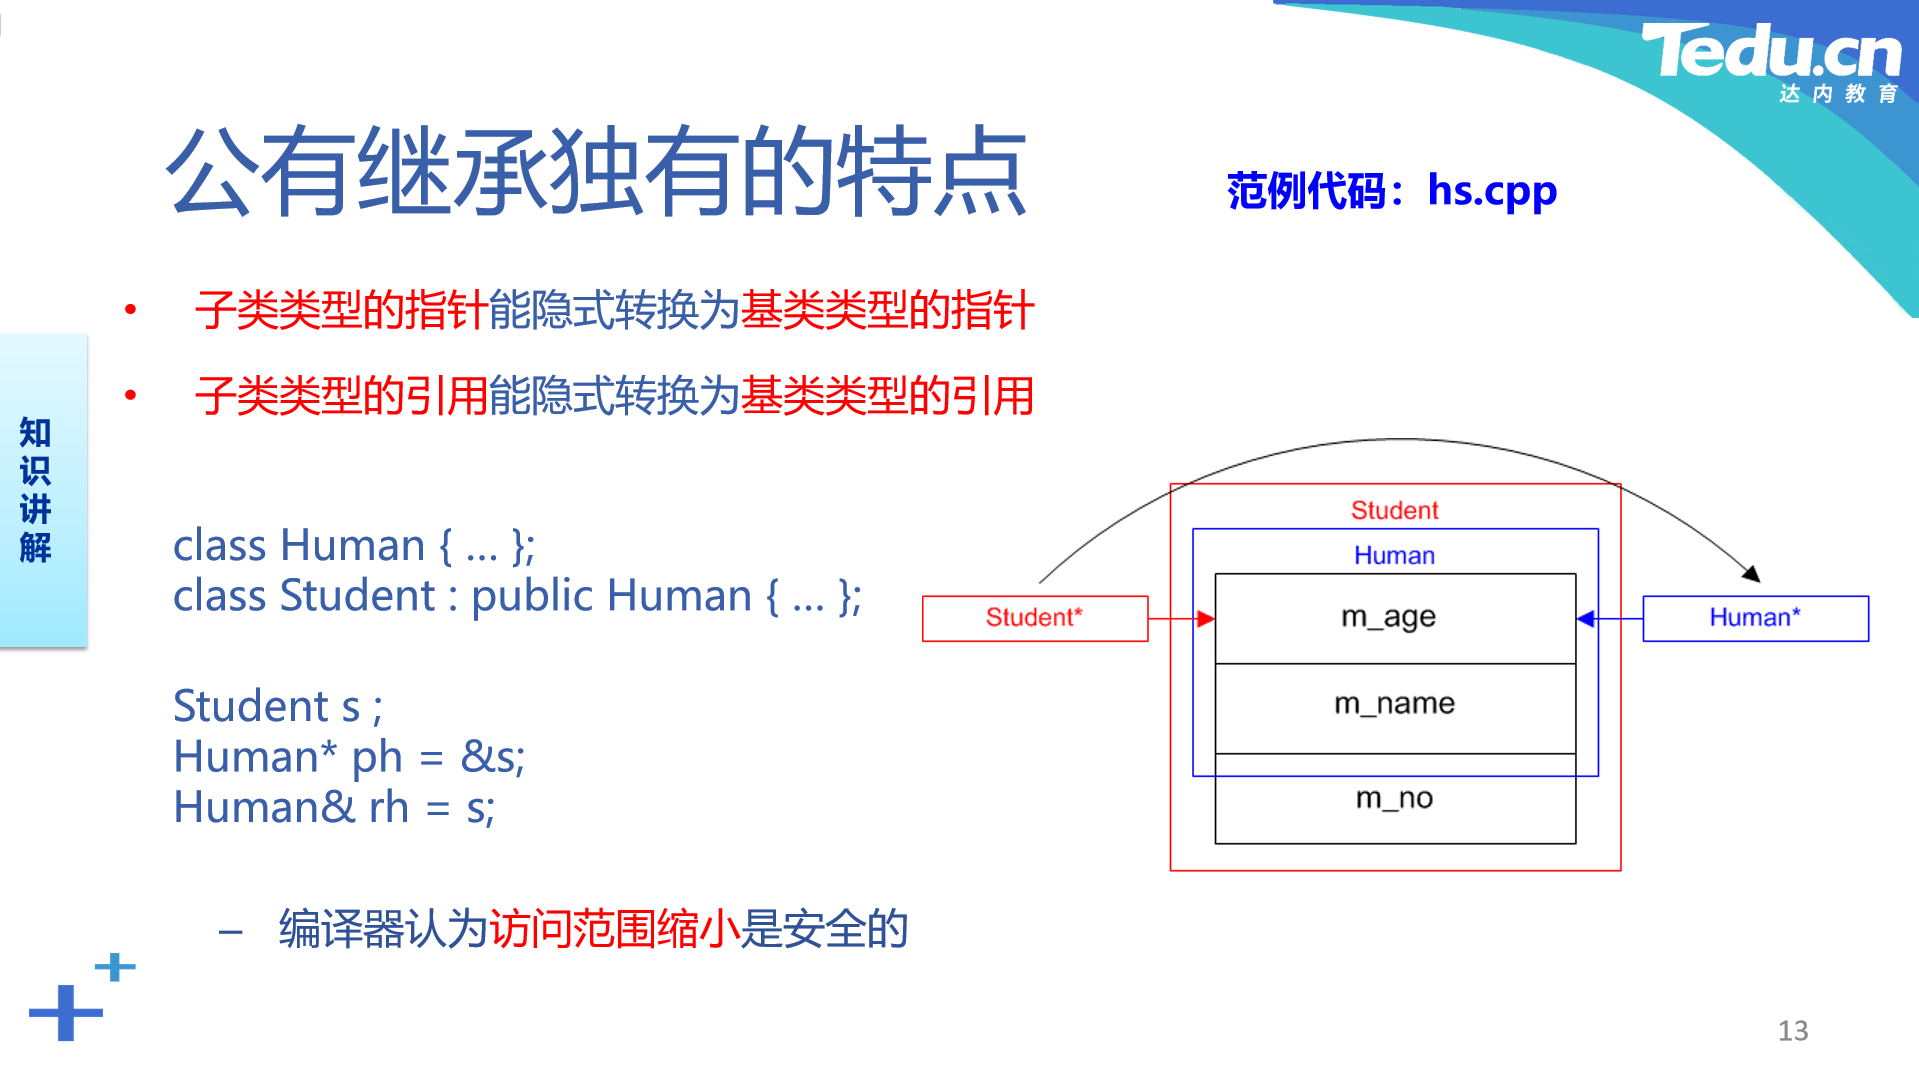 Tedu.cn
达内教育
公有继承独有的特点
范例代码：hs.cpp
• 子类类型的指针能隐式转换为基类类型的指针
• 子类类型的引用能隐式转换为基类类型的引用
知识讲解
class Human { … };
class Student : public Human { … };
Student s ;
Human* ph = &s;
Human& rh = s;
– 编译器认为访问范围缩小是安全的
Student
Human
Student*
m_age
Human*
m_name
m_no
13